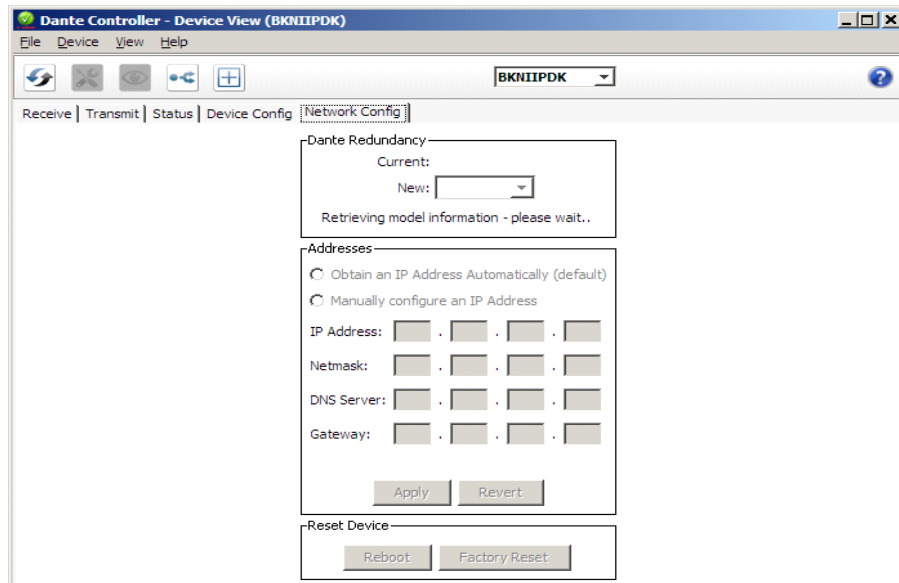 Dante Controller - Device View (BKNIIPDK)
File Device View Help
BKNIIPDK
Receive Transmit Status Device Config Network Config
Dante Redundancy
Current:
New:
Retrieving model information - please wait..
Addresses
Obtain an IP Address Automatically (default)
Manually configure an IP Address
IP Address: . . .
Netmask: . . .
DNS Server: . . .
Gateway: . . .
Apply Revert
Reset Device
Reboot Factory Reset